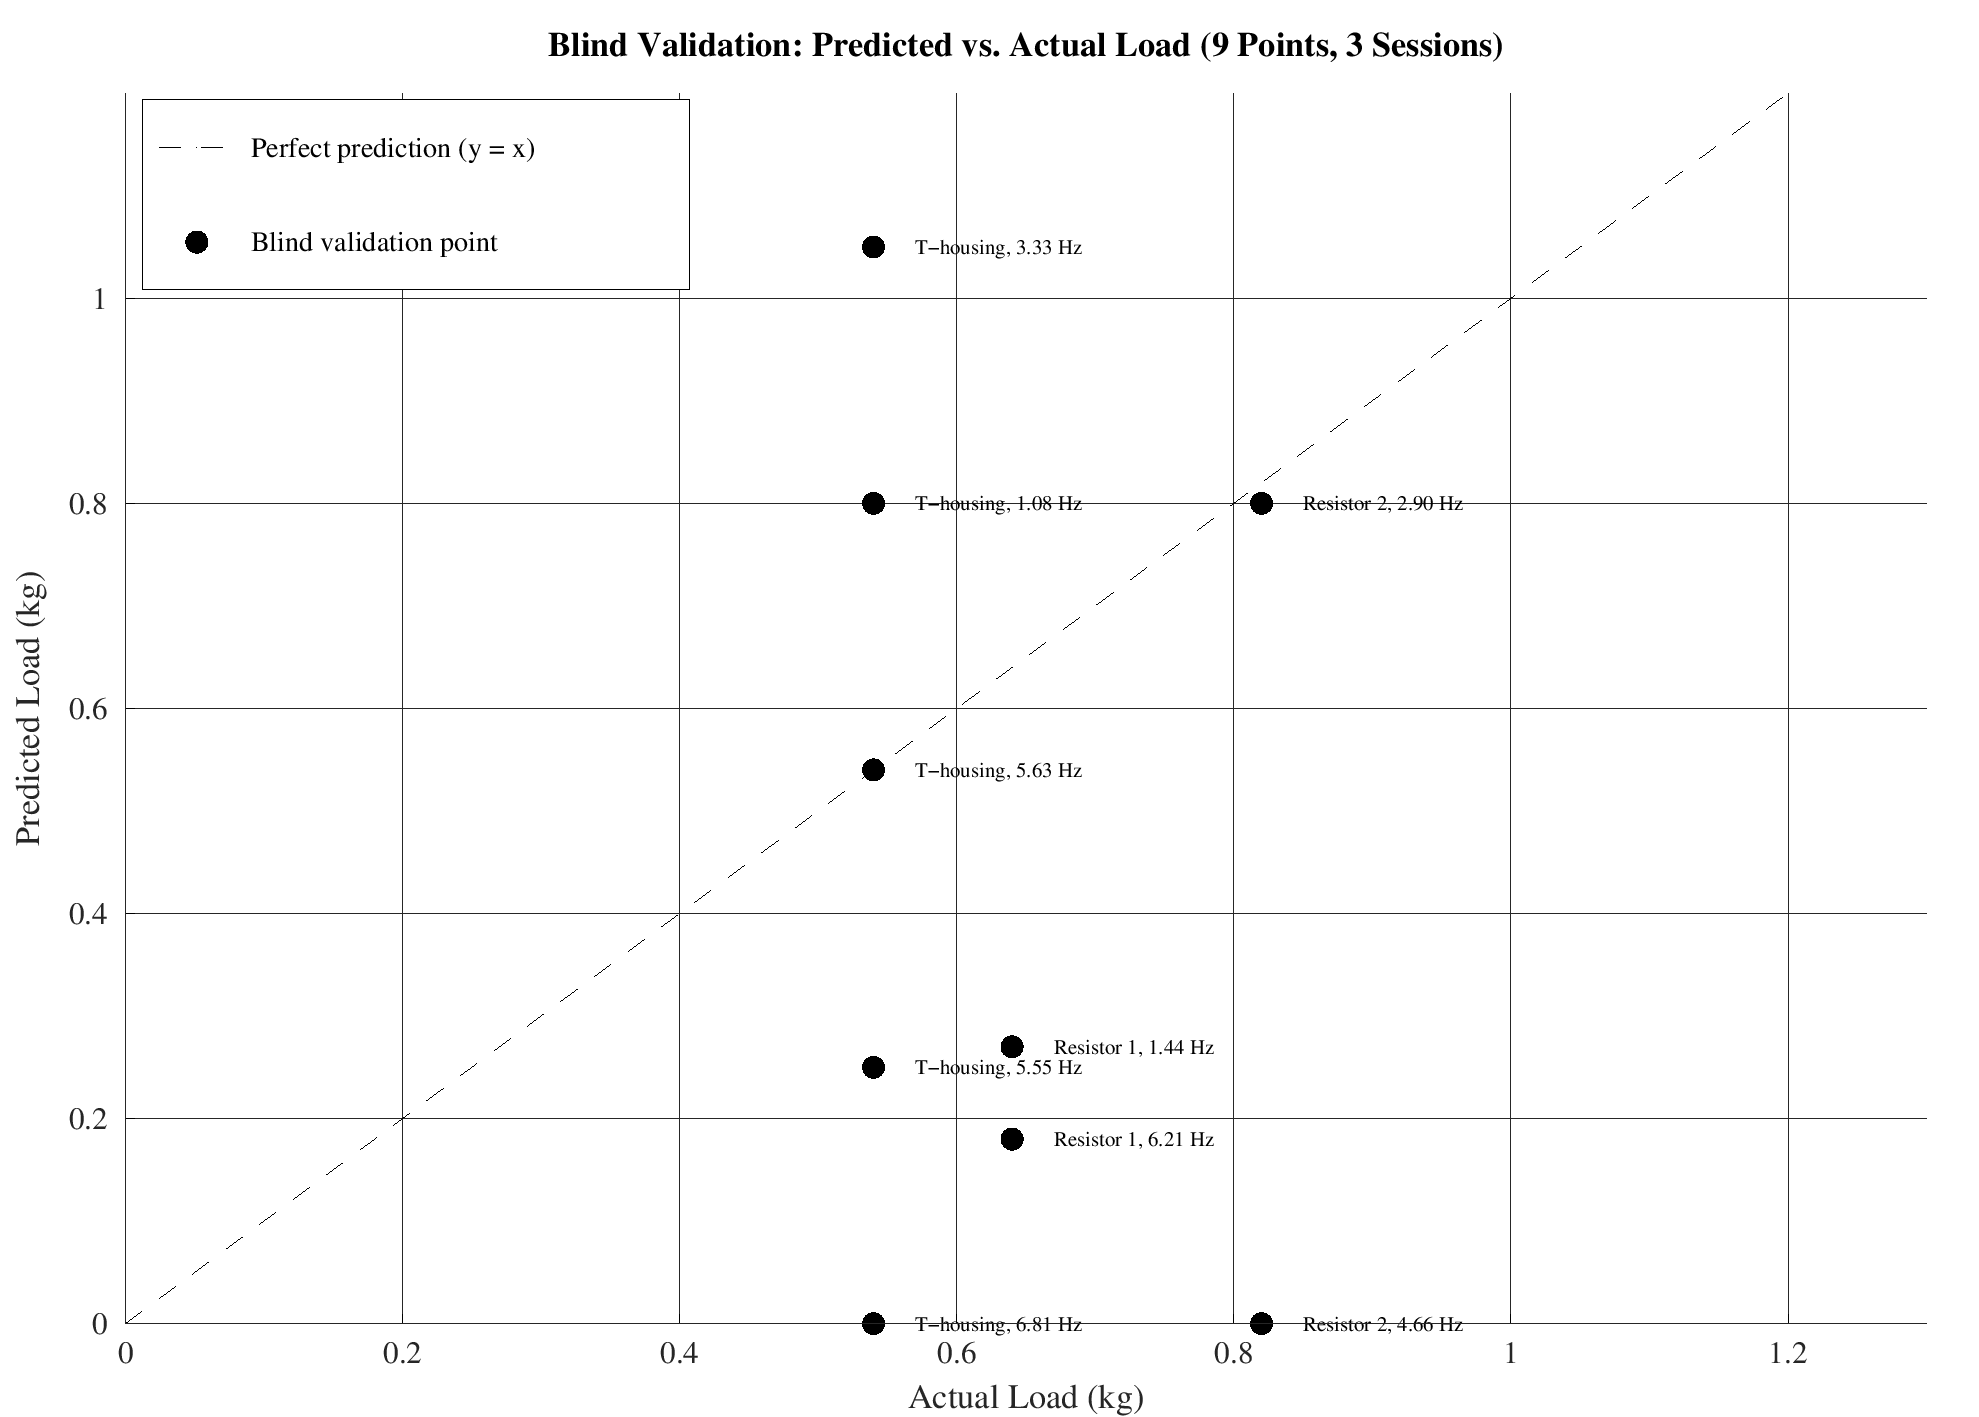 Blind Validation: Predicted vs. Actual Load (9 Points, 3 Sessions)
Perfect prediction (y = x)
Blind validation point
T−housing, 3.33 Hz
T−housing, 1.08 Hz
Resistor 2, 2.90 Hz
T−housing, 5.63 Hz
Resistor 1, 1.44 Hz
T−housing, 5.55 Hz
Resistor 1, 6.21 Hz
T−housing, 6.81 Hz
Resistor 2, 4.66 Hz
Predicted Load (kg)
1
0.8
0.6
0.4
0.2
0
0
0.2
0.4
0.6
0.8
1
1.2
Actual Load (kg)